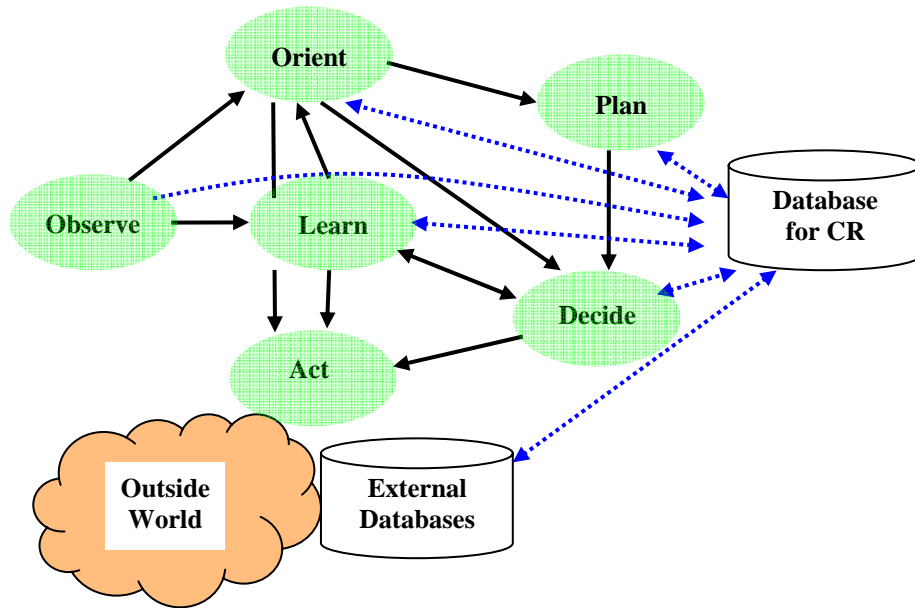 Orient
Plan
Observe
Learn
Database
for CR
Decide
Act
Outside
World
External
Databases